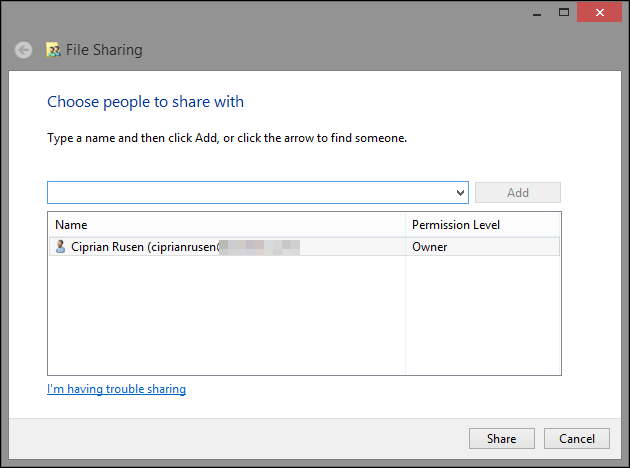 File Sharing
Choose people to share with
Type a name and then click Add, or click the arrow to find someone.
Add
Name Permission Level
Ciprian Rusen (ciprianrusen Owner
I'm having trouble sharing
Share Cancel